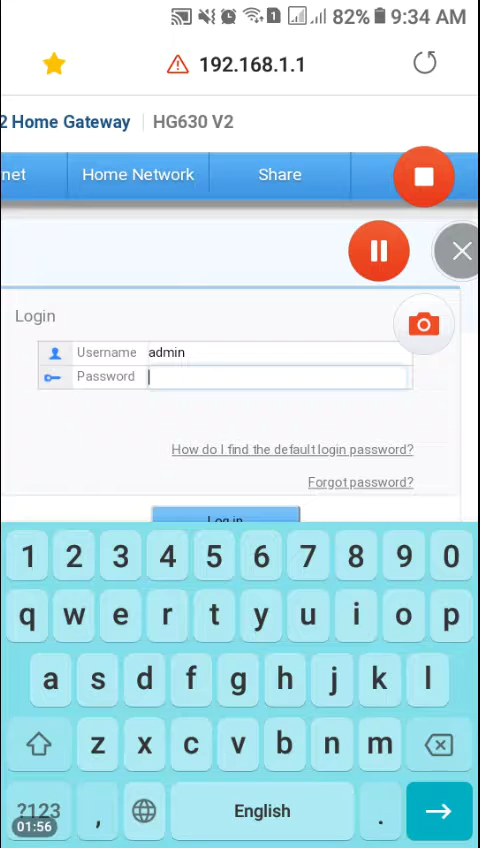 82% 9:34 AM
192.168.1.1
2 Home Gateway HG630 V2
net Home Network Share
Login
Username admin
Password
How do I find the default login password?
Forgot password?
Log in
1 2 3 4 5 6 7 8 9 0
q w e r t y u i o p
a s d f g h j k l
z x c v b n m
?123 , English .
01:56